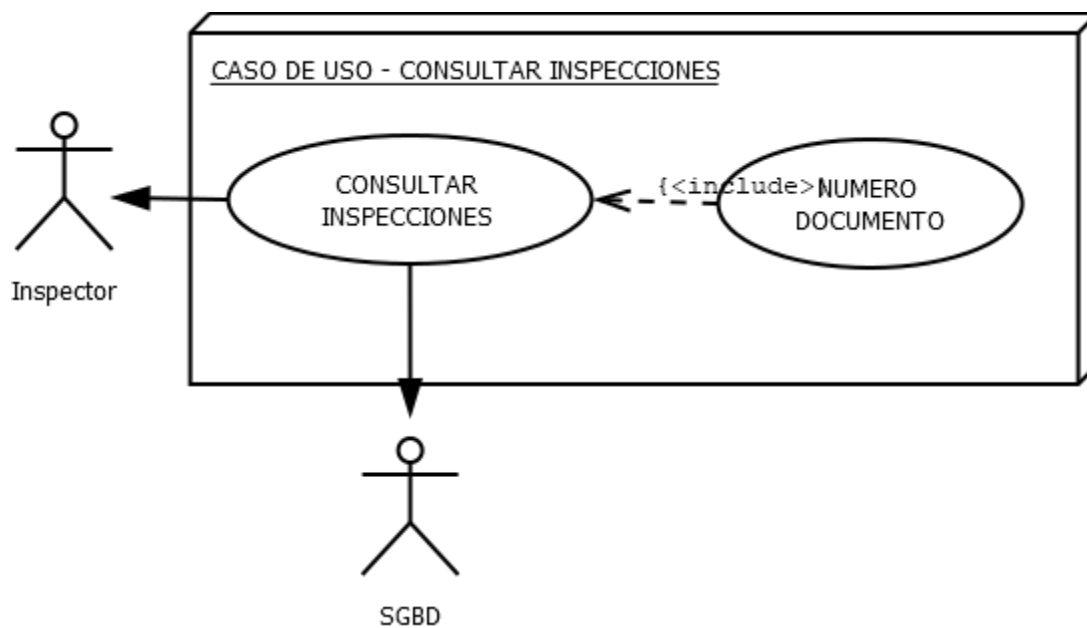 CASO DE USO - CONSULTAR INSPECCIONES
CONSULTAR
INSPECCIONES
{<include>
NUMERO
DOCUMENTO
Inspector
SGBD